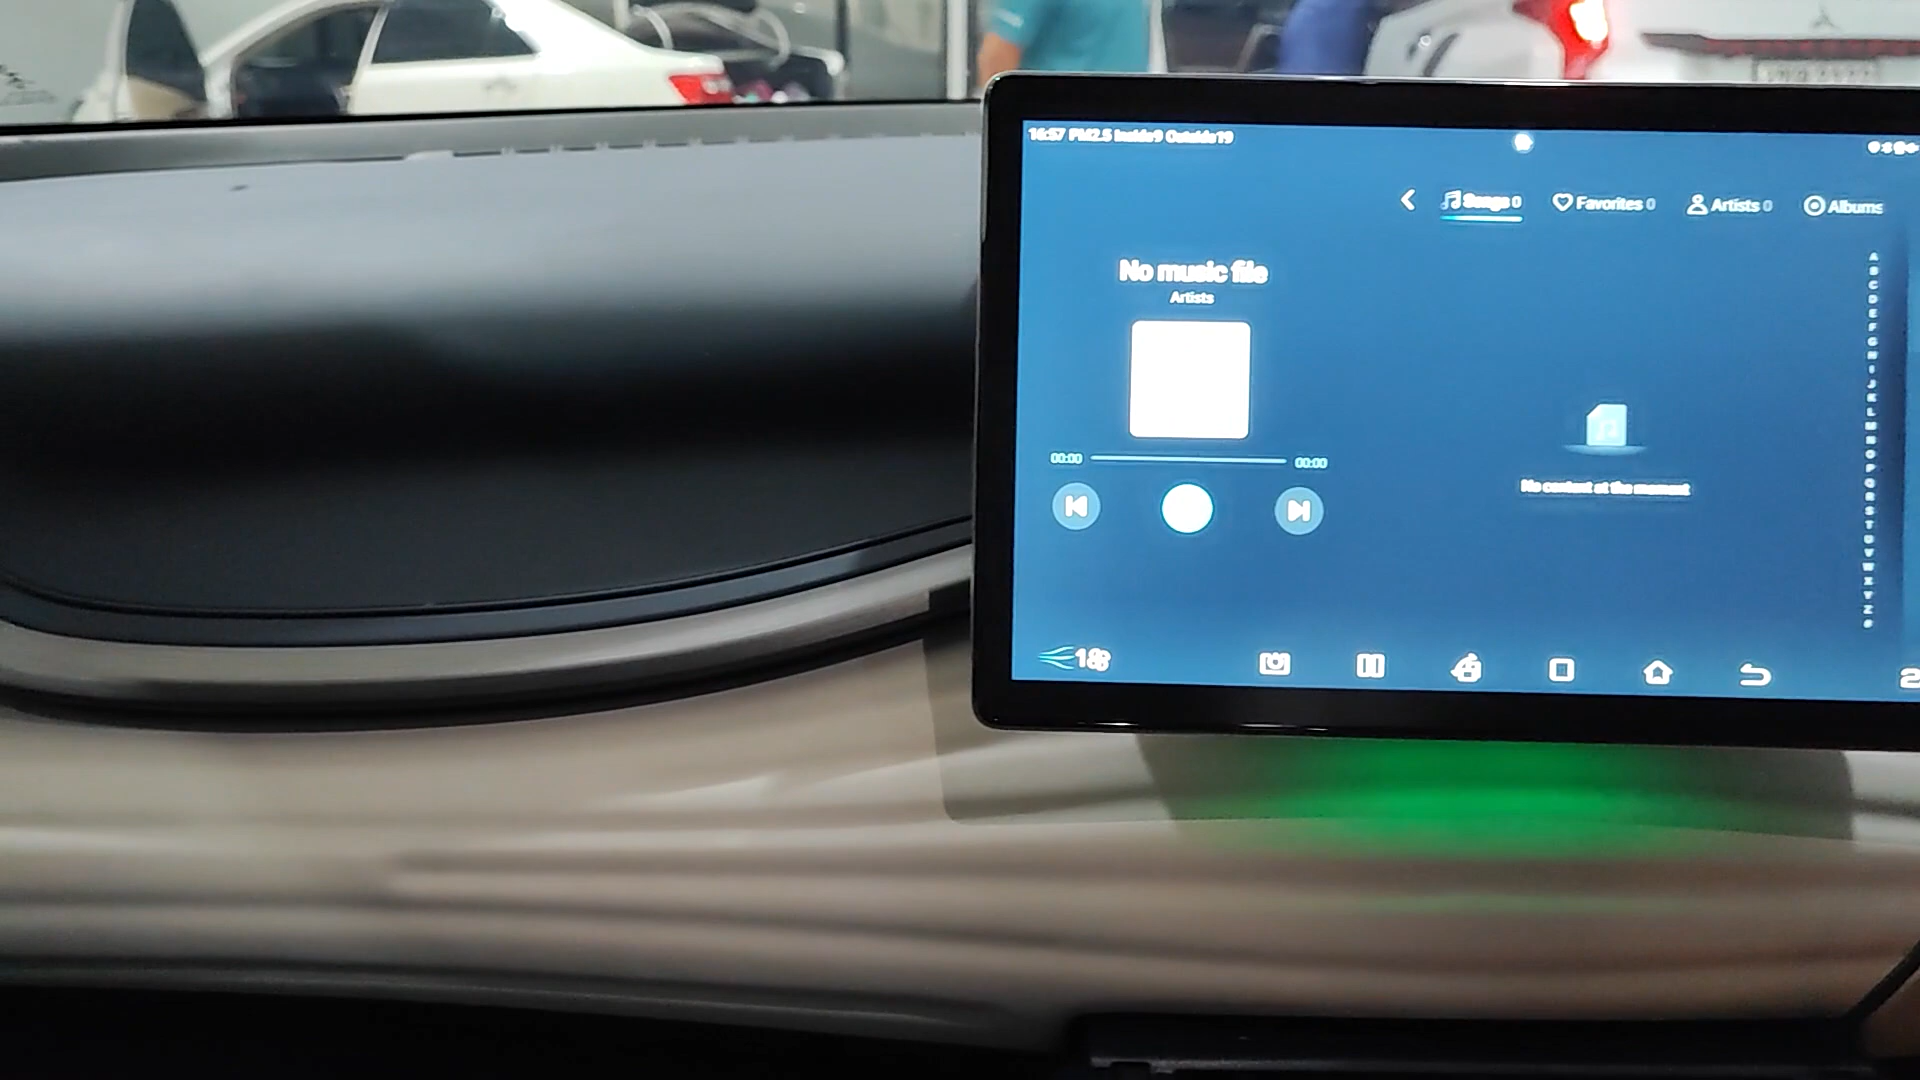 16:57 PM2.5 Inside9 Outside19
Songs 0 Favorites 0 Artists 0 Albums
No music file
Artists
00:00 00:00
No content at the moment
A
B
C
D
E
F
G
H
I
J
K
L
M
N
O
P
Q
R
S
T
U
V
W
X
Y
Z
#
18